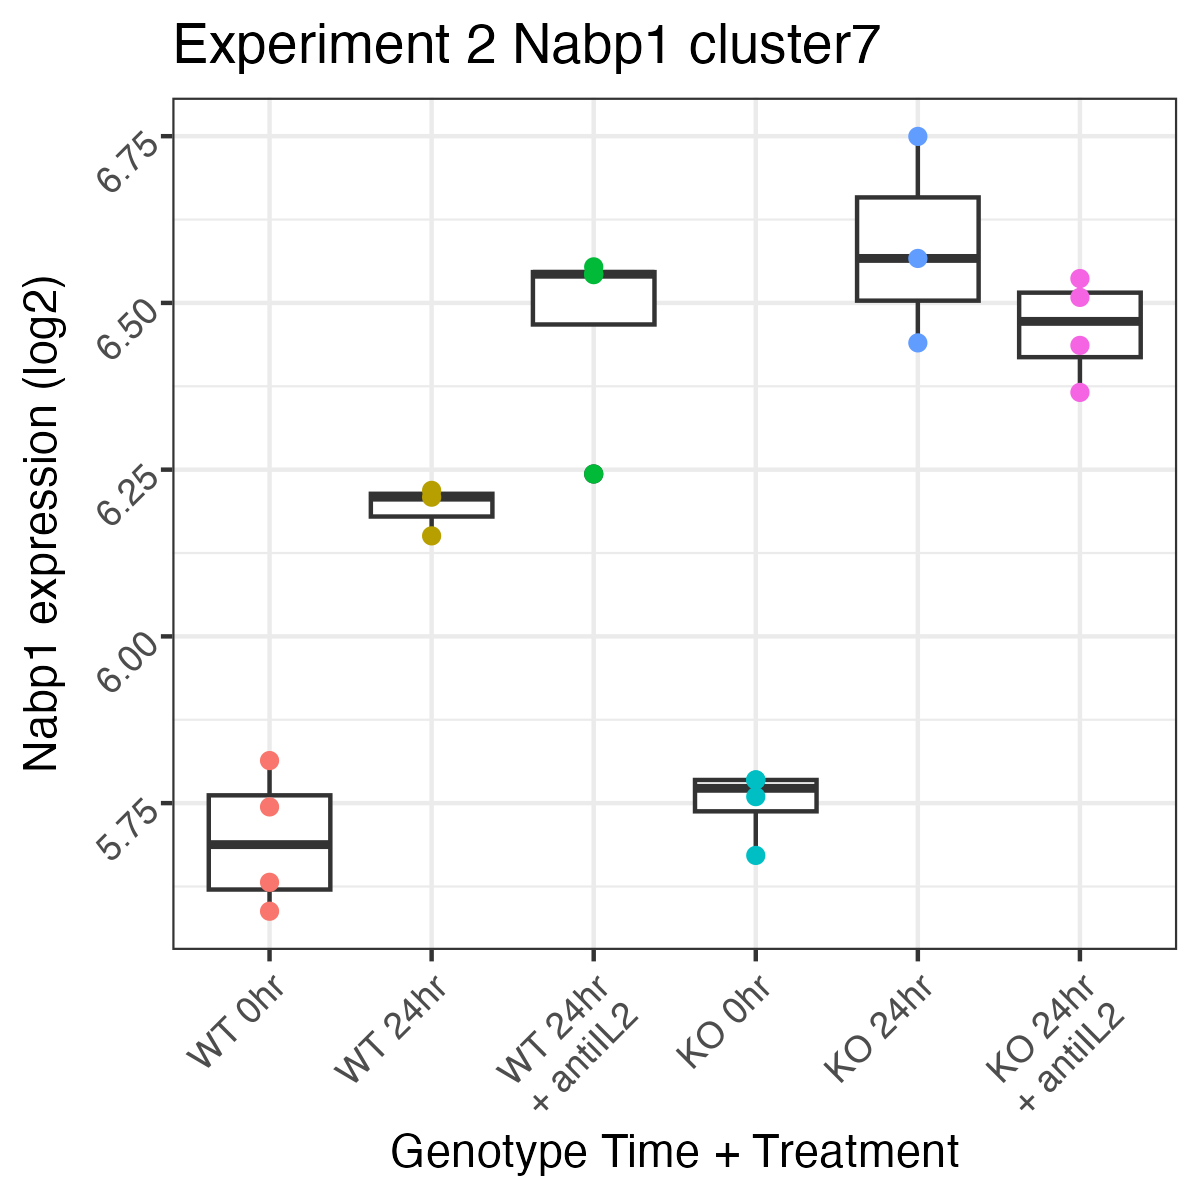 Experiment 2 Nabp1 cluster7
Nabp1 expression (log2)
6.75
6.50
6.25
6.00
5.75
WT 0hr
WT 24hr
WT 24hr
+ antiIL2
KO 0hr
KO 24hr
KO 24hr
+ antiIL2
Genotype Time + Treatment